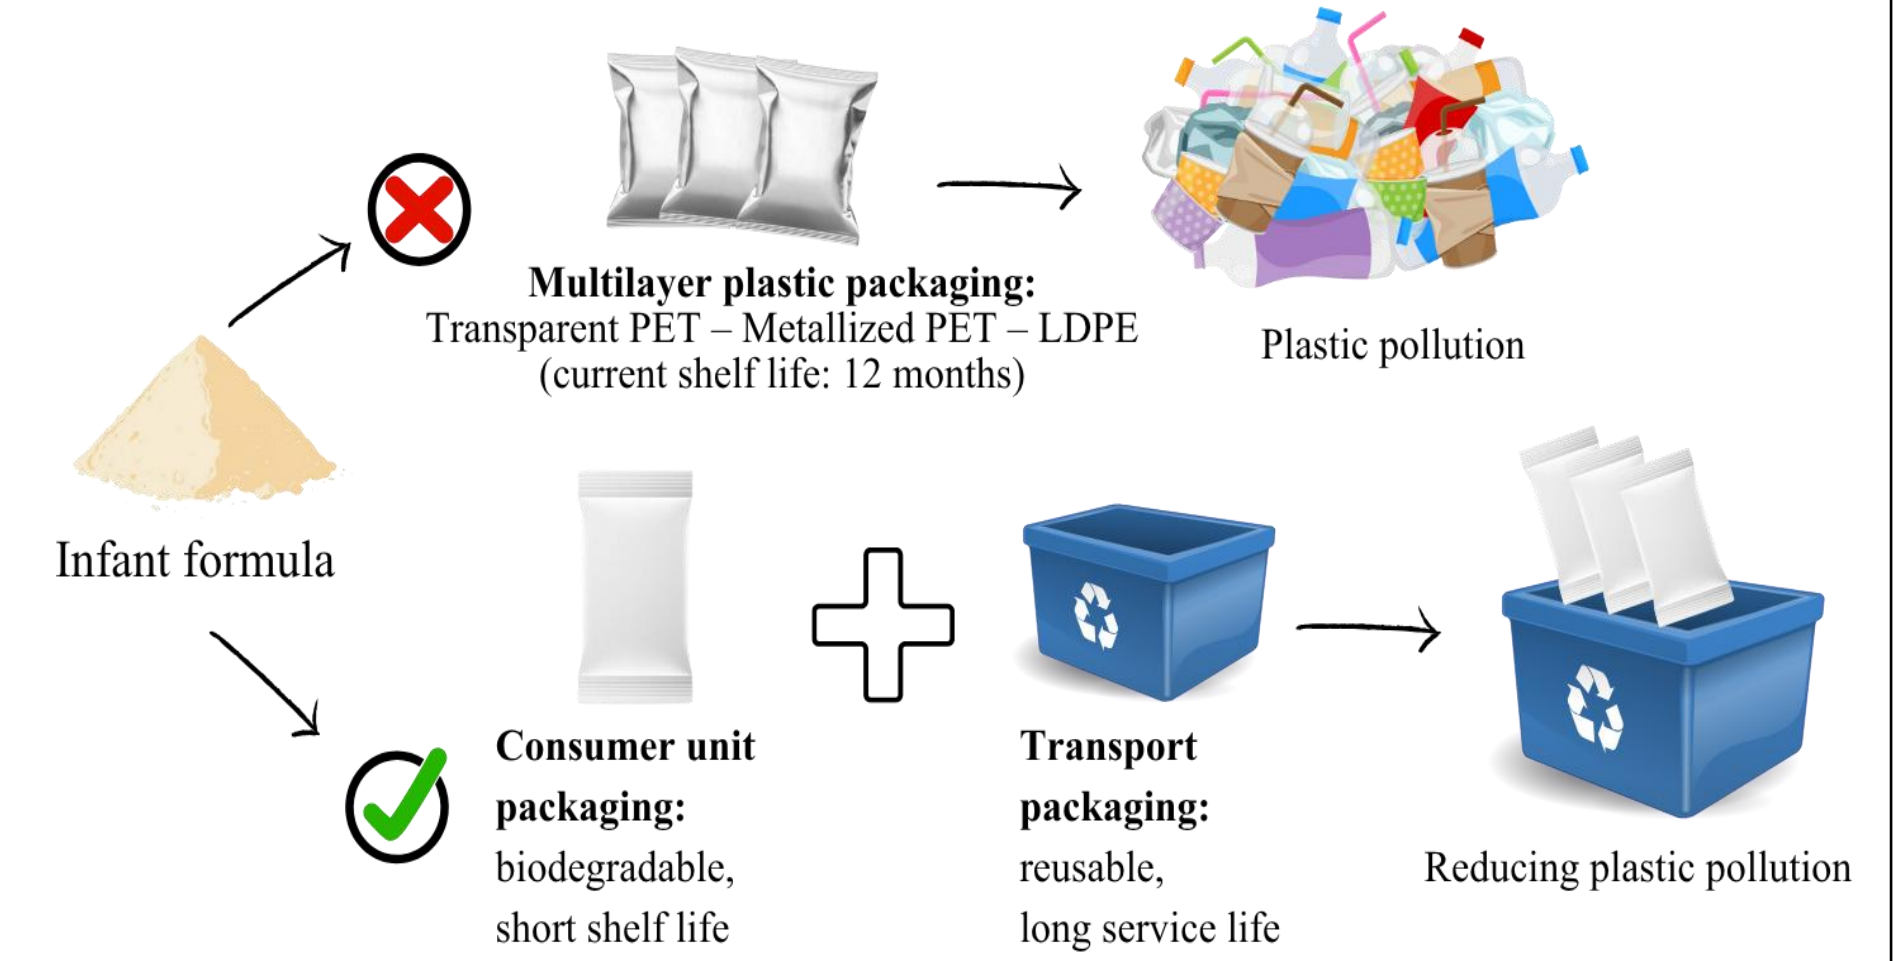 Multilayer plastic packaging:
Transparent PET – Metallized PET – LDPE
(current shelf life: 12 months)
Plastic pollution
Infant formula
Consumer unit
packaging:
biodegradable,
short shelf life
Transport
packaging:
reusable,
long service life
Reducing plastic pollution